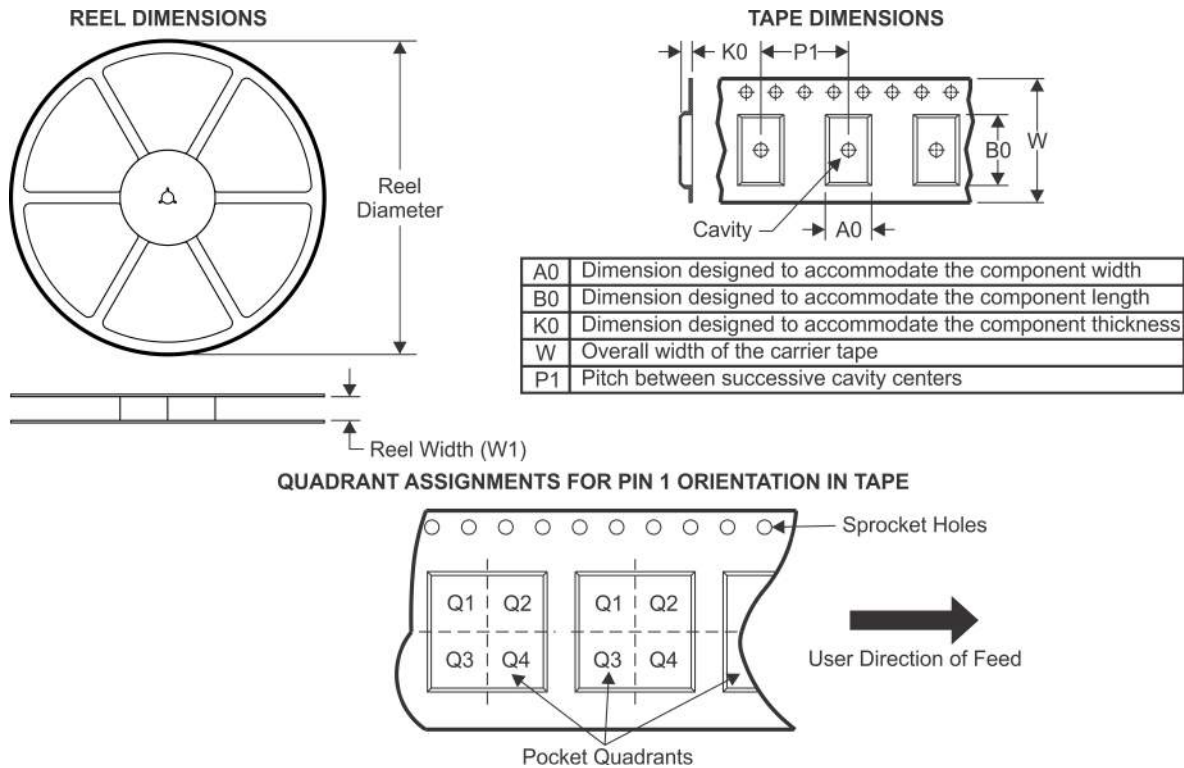 REEL DIMENSIONS
Reel
Diameter
Reel Width (W1)
TAPE DIMENSIONS
K0
P1
B0
W
Cavity
A0
A0 Dimension designed to accommodate the component width
B0 Dimension designed to accommodate the component length
K0 Dimension designed to accommodate the component thickness
W Overall width of the carrier tape
P1 Pitch between successive cavity centers
QUADRANT ASSIGNMENTS FOR PIN 1 ORIENTATION IN TAPE
Sprocket Holes
Q1 Q2 Q1 Q2
Q3 Q4 Q3 Q4
User Direction of Feed
Pocket Quadrants